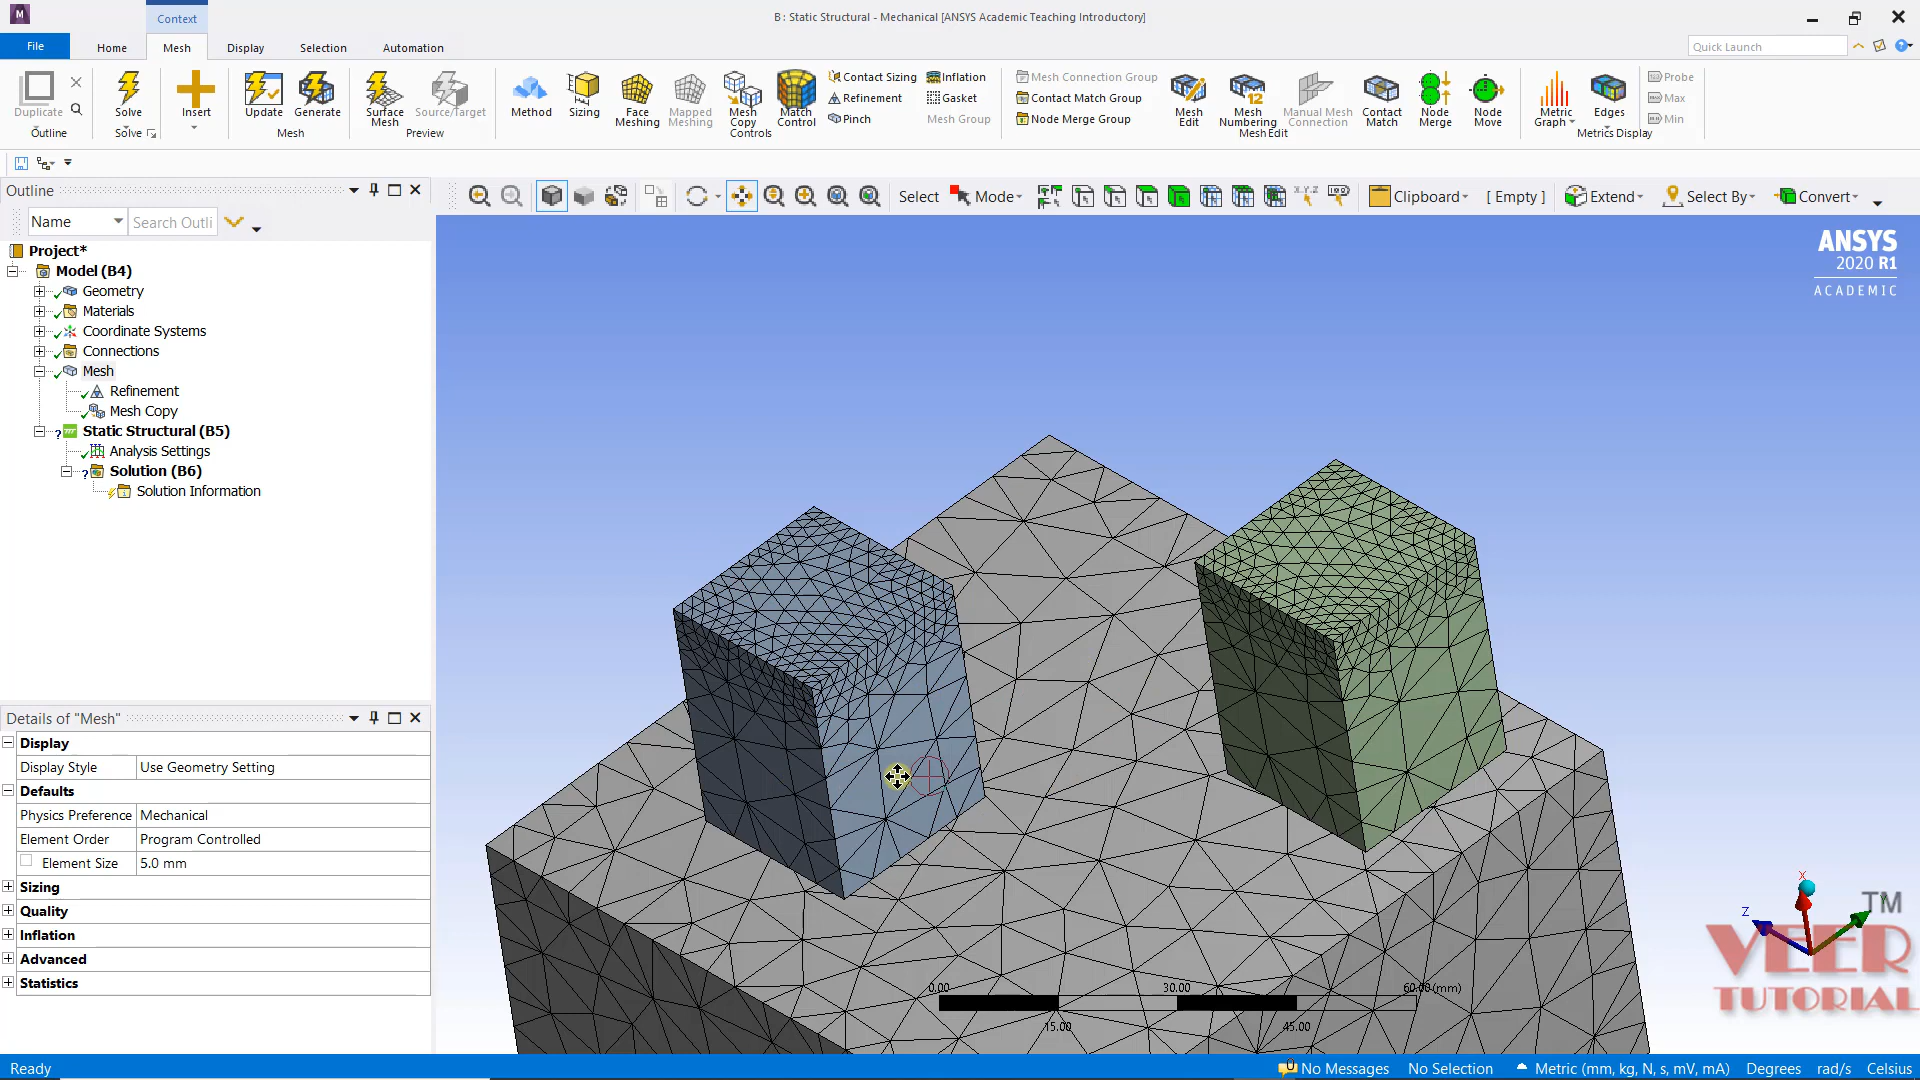 M
Context
B : Static Structural - Mechanical [ANSYS Academic Teaching Introductory]
File
Home
Mesh
Display
Selection
Automation
Quick Launch
Duplicate
Outline
Solve
Solve
Insert
Update
Generate
Mesh
Surface Mesh
Source/Target
Preview
Method
Sizing
Face Meshing
Mapped Meshing
Mesh Copy
Match Control
Contact Sizing
Refinement
Pinch
Inflation
Gasket
Mesh Group
Controls
Mesh Connection Group
Contact Match Group
Node Merge Group
Mesh Edit
Mesh Numbering
Manual Mesh Connection
Contact Match
Node Merge
Node Move
Mesh Edit
Metric Graph
Edges
Probe
Max
Min
Metrics Display
Outline
Name
Search Outli
Select
Mode
Clipboard
[ Empty ]
Extend
Select By
Convert
Project*
Model (B4)
Geometry
Materials
Coordinate Systems
Connections
Mesh
Refinement
Mesh Copy
Static Structural (B5)
Analysis Settings
Solution (B6)
Solution Information
ANSYS
2020 R1
ACADEMIC
Details of "Mesh"
Display
Display Style Use Geometry Setting
Defaults
Physics Preference Mechanical
Element Order Program Controlled
Element Size 5.0 mm
Sizing
Quality
Inflation
Advanced
Statistics
X
Z
TM
VEER
TUTORIAL
0.00 30.00 60.00 (mm)
15.00 45.00
Ready
0 No Messages
No Selection
Metric (mm, kg, N, s, mV, mA)
Degrees
rad/s
Celsius